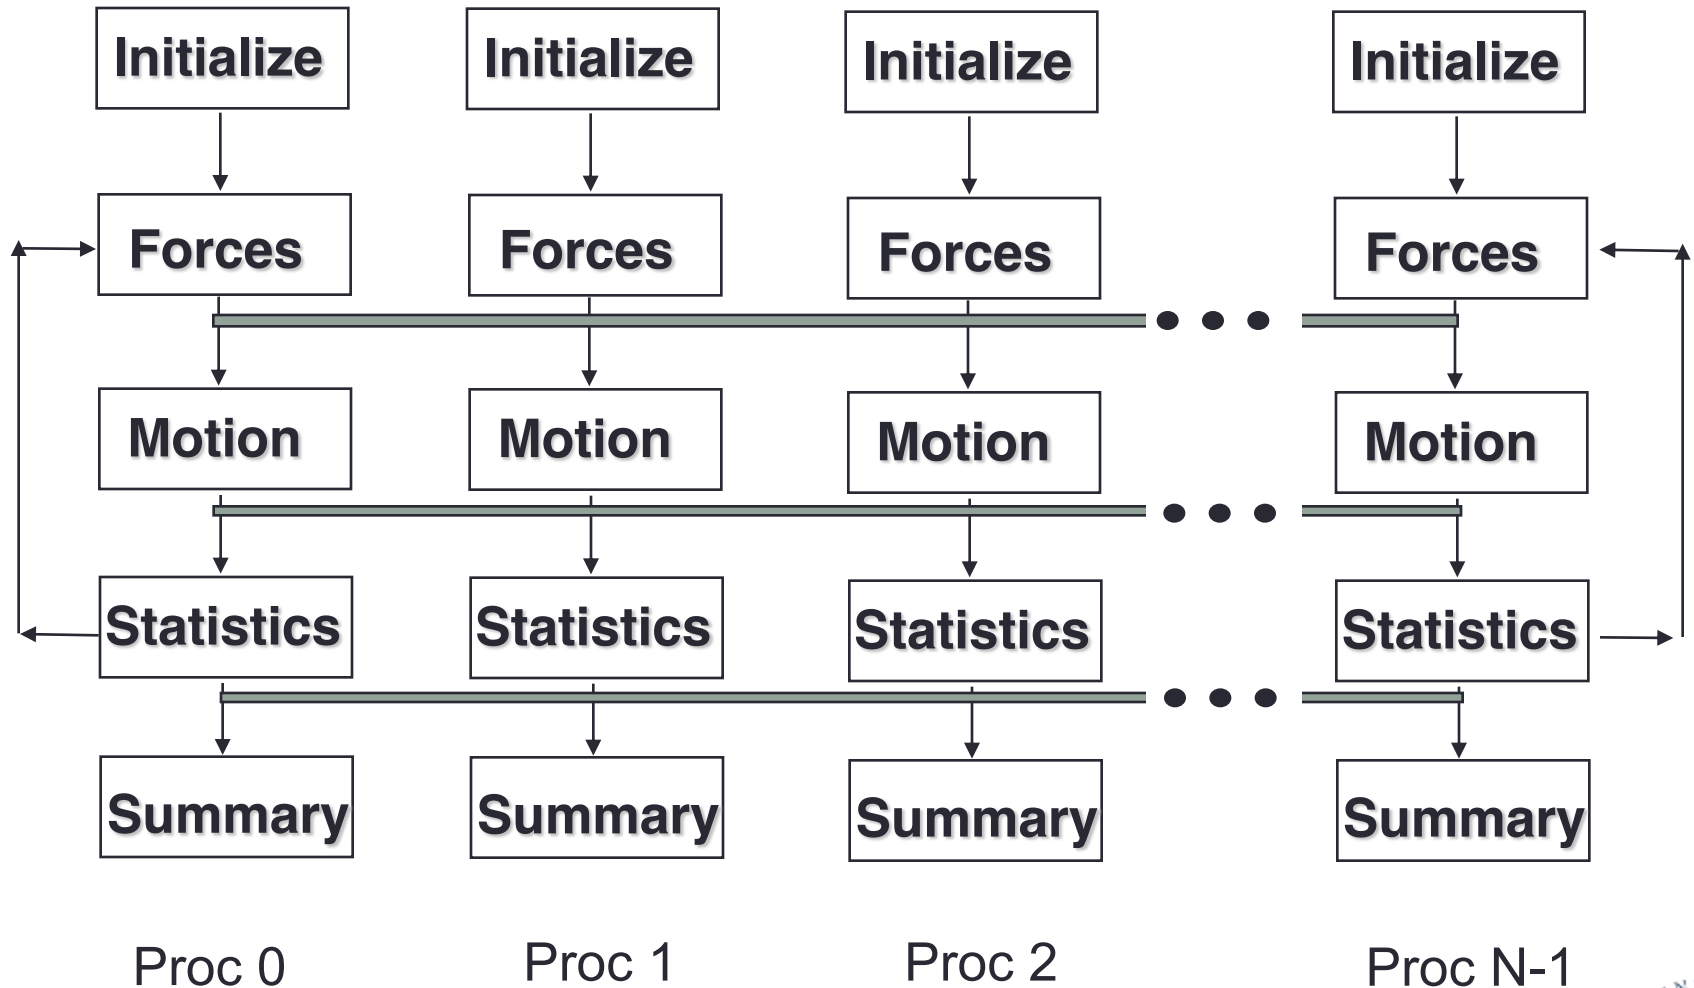 Initialize Initialize Initialize Initialize
Forces Forces Forces Forces
Motion Motion Motion Motion
Statistics Statistics Statistics Statistics
Summary Summary Summary Summary
Proc 0 Proc 1 Proc 2 Proc N-1